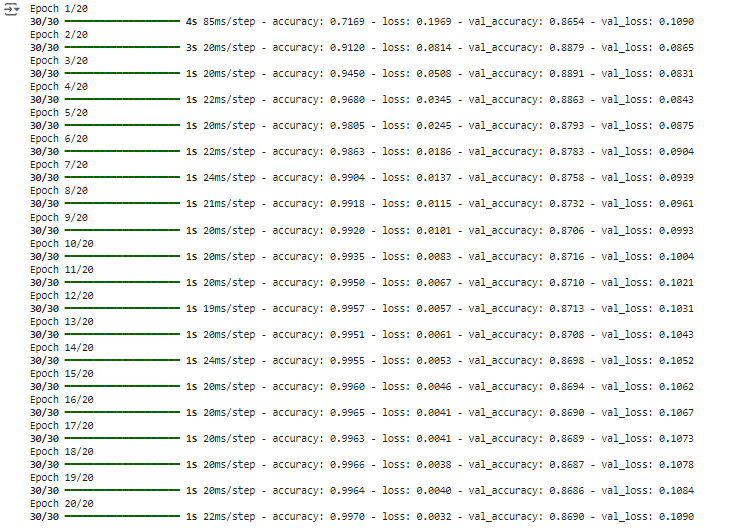 Epoch 1/20
30/30 ━━━━━━━━━━━━━━━━━━━━ 4s 85ms/step - accuracy: 0.7169 - loss: 0.1969 - val_accuracy: 0.8654 - val_loss: 0.1090
Epoch 2/20
30/30 ━━━━━━━━━━━━━━━━━━━━ 3s 20ms/step - accuracy: 0.9120 - loss: 0.0814 - val_accuracy: 0.8879 - val_loss: 0.0865
Epoch 3/20
30/30 ━━━━━━━━━━━━━━━━━━━━ 1s 20ms/step - accuracy: 0.9450 - loss: 0.0508 - val_accuracy: 0.8891 - val_loss: 0.0831
Epoch 4/20
30/30 ━━━━━━━━━━━━━━━━━━━━ 1s 22ms/step - accuracy: 0.9680 - loss: 0.0345 - val_accuracy: 0.8863 - val_loss: 0.0843
Epoch 5/20
30/30 ━━━━━━━━━━━━━━━━━━━━ 1s 20ms/step - accuracy: 0.9805 - loss: 0.0245 - val_accuracy: 0.8793 - val_loss: 0.0875
Epoch 6/20
30/30 ━━━━━━━━━━━━━━━━━━━━ 1s 22ms/step - accuracy: 0.9863 - loss: 0.0186 - val_accuracy: 0.8783 - val_loss: 0.0904
Epoch 7/20
30/30 ━━━━━━━━━━━━━━━━━━━━ 1s 24ms/step - accuracy: 0.9904 - loss: 0.0137 - val_accuracy: 0.8758 - val_loss: 0.0939
Epoch 8/20
30/30 ━━━━━━━━━━━━━━━━━━━━ 1s 21ms/step - accuracy: 0.9918 - loss: 0.0115 - val_accuracy: 0.8732 - val_loss: 0.0961
Epoch 9/20
30/30 ━━━━━━━━━━━━━━━━━━━━ 1s 20ms/step - accuracy: 0.9920 - loss: 0.0101 - val_accuracy: 0.8706 - val_loss: 0.0993
Epoch 10/20
30/30 ━━━━━━━━━━━━━━━━━━━━ 1s 20ms/step - accuracy: 0.9935 - loss: 0.0083 - val_accuracy: 0.8716 - val_loss: 0.1004
Epoch 11/20
30/30 ━━━━━━━━━━━━━━━━━━━━ 1s 20ms/step - accuracy: 0.9950 - loss: 0.0067 - val_accuracy: 0.8710 - val_loss: 0.1021
Epoch 12/20
30/30 ━━━━━━━━━━━━━━━━━━━━ 1s 19ms/step - accuracy: 0.9957 - loss: 0.0057 - val_accuracy: 0.8713 - val_loss: 0.1031
Epoch 13/20
30/30 ━━━━━━━━━━━━━━━━━━━━ 1s 20ms/step - accuracy: 0.9951 - loss: 0.0061 - val_accuracy: 0.8708 - val_loss: 0.1043
Epoch 14/20
30/30 ━━━━━━━━━━━━━━━━━━━━ 1s 24ms/step - accuracy: 0.9955 - loss: 0.0053 - val_accuracy: 0.8698 - val_loss: 0.1052
Epoch 15/20
30/30 ━━━━━━━━━━━━━━━━━━━━ 1s 20ms/step - accuracy: 0.9960 - loss: 0.0046 - val_accuracy: 0.8694 - val_loss: 0.1062
Epoch 16/20
30/30 ━━━━━━━━━━━━━━━━━━━━ 1s 20ms/step - accuracy: 0.9965 - loss: 0.0041 - val_accuracy: 0.8690 - val_loss: 0.1067
Epoch 17/20
30/30 ━━━━━━━━━━━━━━━━━━━━ 1s 20ms/step - accuracy: 0.9963 - loss: 0.0041 - val_accuracy: 0.8689 - val_loss: 0.1073
Epoch 18/20
30/30 ━━━━━━━━━━━━━━━━━━━━ 1s 20ms/step - accuracy: 0.9966 - loss: 0.0038 - val_accuracy: 0.8687 - val_loss: 0.1078
Epoch 19/20
30/30 ━━━━━━━━━━━━━━━━━━━━ 1s 20ms/step - accuracy: 0.9964 - loss: 0.0040 - val_accuracy: 0.8686 - val_loss: 0.1084
Epoch 20/20
30/30 ━━━━━━━━━━━━━━━━━━━━ 1s 22ms/step - accuracy: 0.9970 - loss: 0.0032 - val_accuracy: 0.8690 - val_loss: 0.1090